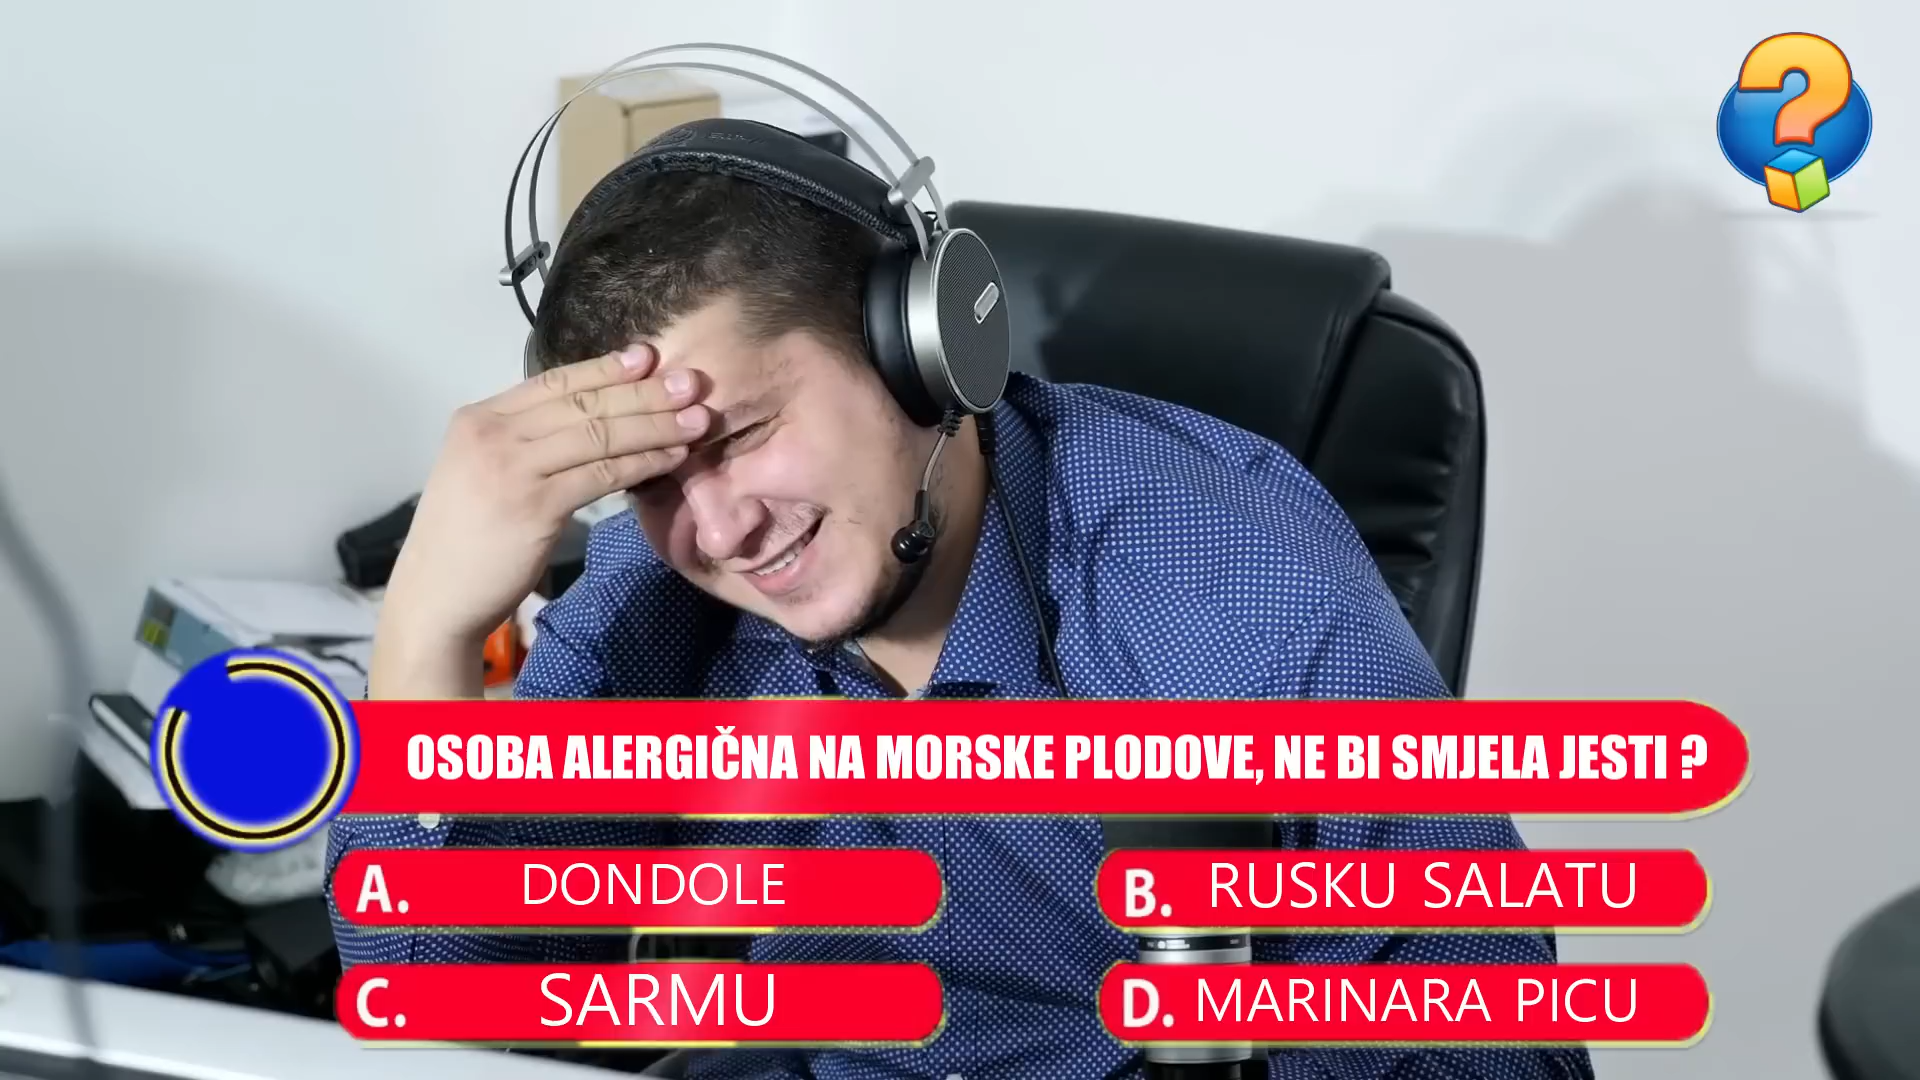 OSOBA ALERGIČNA NA MORSKE PLODOVE, NE BI SMJELA JESTI ?
A. DONDOLE
B. RUSKU SALATU
C. SARMU
D. MARINARA PICU